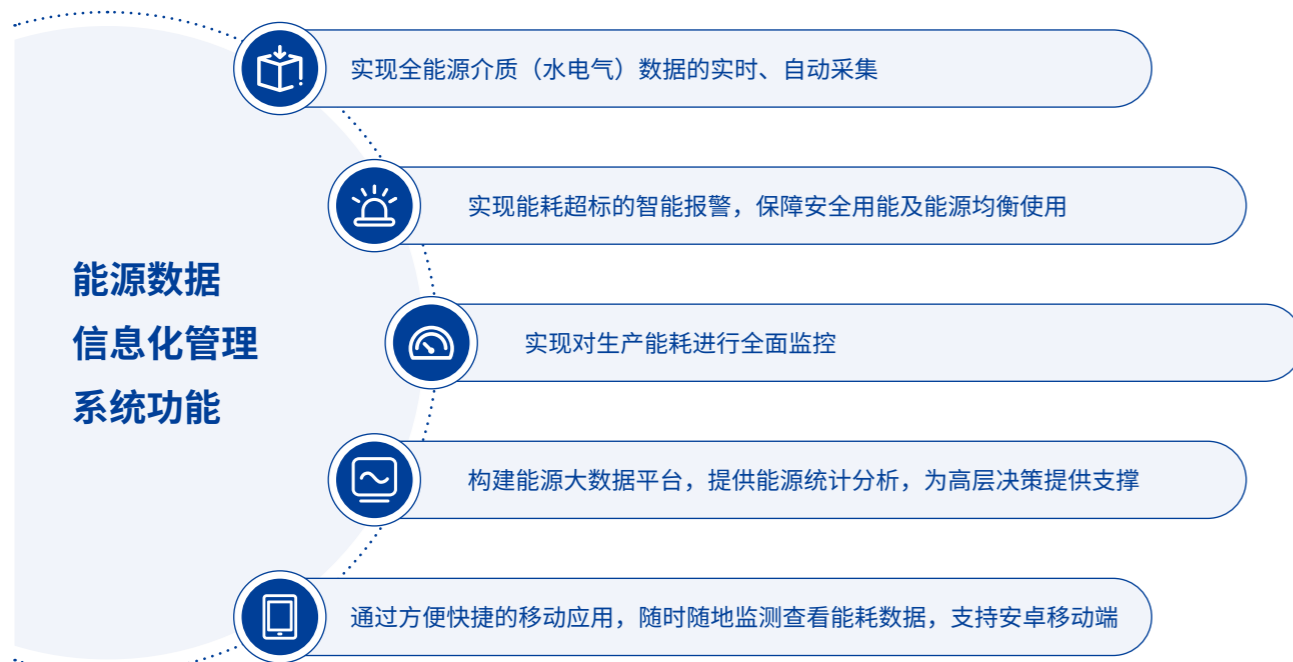 能源数据
信息化管理
系统功能
实现全能源介质（水电气）数据的实时、自动采集
实现能耗超标的智能报警，保障安全用能及能源均衡使用
实现对生产能耗进行全面监控
构建能源大数据平台，提供能源统计分析，为高层决策提供支撑
通过方便快捷的移动应用，随时随地监测查看能耗数据，支持安卓移动端